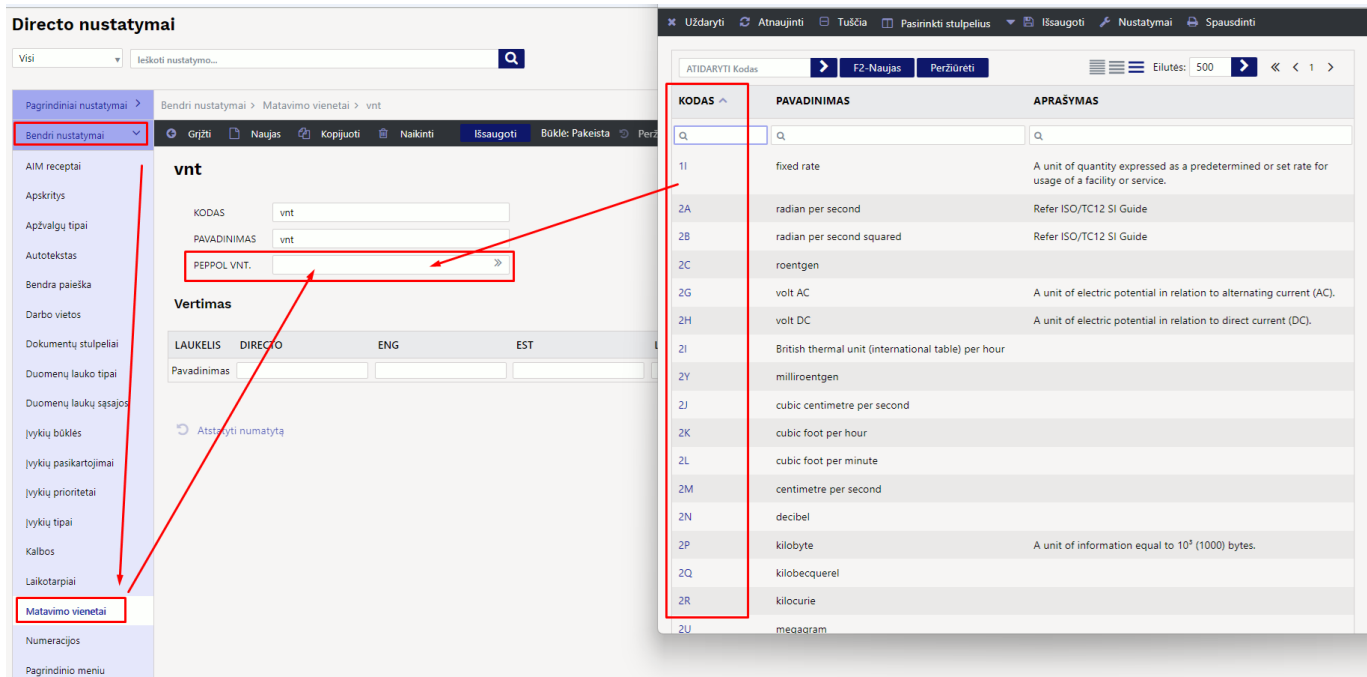 Directo nustatymai
Visi
Ieškoti nustatymo...
Pagrindiniai nustatymai
Bendri nustatymai
AIM receptai
Apskritys
Apžvalgų tipai
Autotekstas
Bendra paieška
Darbo vietos
Dokumentų stulpeliai
Duomenų lauko tipai
Duomenų laukų sąsajos
Įvykių būklės
Įvykių pasikartojimai
Įvykių prioritetai
Įvykių tipai
Kalbos
Laikotarpiai
Matavimo vienetai
Numeracijos
Pagrindinio meniu
Bendri nustatymai > Matavimo vienetai > vnt
Grįžti Naujas Kopijuoti Naikinti Išsaugoti Būklė: Pakeista Perž
vnt
KODAS vnt
PAVADINIMAS vnt
PEPPOL VNT. »
Vertimas
LAUKELIS DIRECTO ENG EST L
Pavadinimas
Atstatyti numatytą
Uždaryti Atnaujinti Tuščia Pasirinkti stulpelius Išsaugoti Nustatymai Spausdinti
ATIDARYTI Kodas F2-Naujas Peržiūrėti Eilutės: 500 « < 1 >
KODAS PAVADINIMAS APRAŠYMAS
1I fixed rate A unit of quantity expressed as a predetermined or set rate for
usage of a facility or service.
2A radian per second Refer ISO/TC12 SI Guide
2B radian per second squared Refer ISO/TC12 SI Guide
2C roentgen
2G volt AC A unit of electric potential in relation to alternating current (AC).
2H volt DC A unit of electric potential in relation to direct current (DC).
2I British thermal unit (international table) per hour
2Y milliroentgen
2J cubic centimetre per second
2K cubic foot per hour
2L cubic foot per minute
2M centimetre per second
2N decibel
2P kilobyte A unit of information equal to 10³ (1000) bytes.
2Q kilobecquerel
2R kilocurie
2U megagram